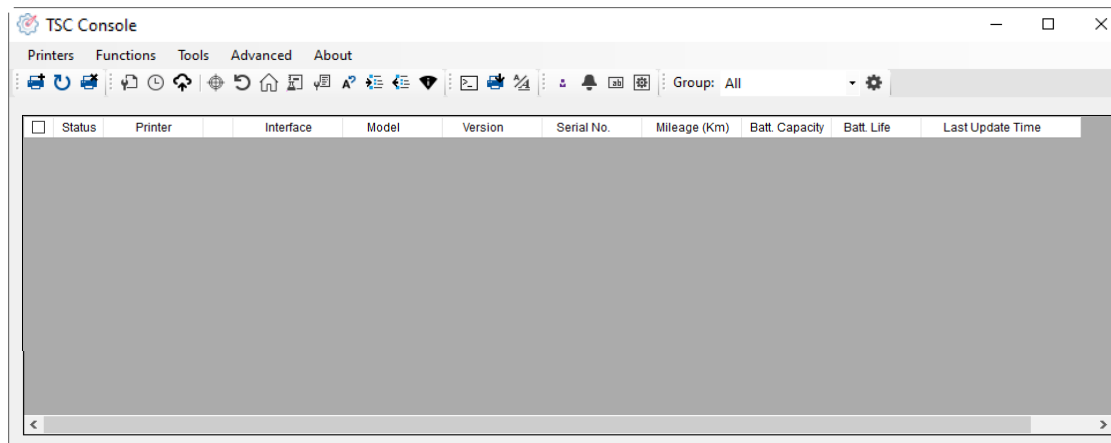 TSC Console
Printers Functions Tools Advanced About
Group: All
Status Printer Interface Model Version Serial No. Mileage (Km) Batt. Capacity Batt. Life Last Update Time